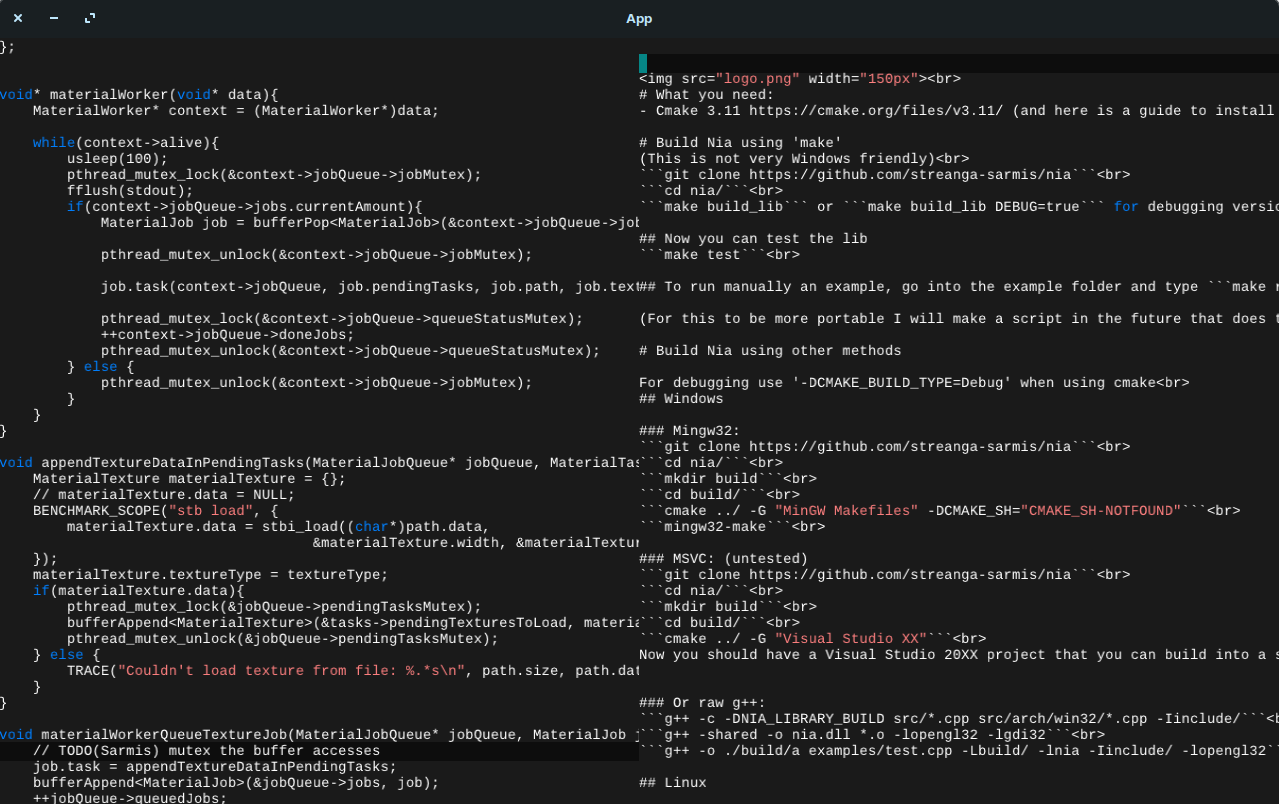 App
};
void* materialWorker(void* data){
    MaterialWorker* context = (MaterialWorker*)data;
    while(context->alive){
        usleep(100);
        pthread_mutex_lock(&context->jobQueue->jobMutex);
        fflush(stdout);
        if(context->jobQueue->jobs.currentAmount){
            MaterialJob job = bufferPop<MaterialJob>(&context->jobQueue->job
            pthread_mutex_unlock(&context->jobQueue->jobMutex);
            job.task(context->jobQueue, job.pendingTasks, job.path, job.text
            pthread_mutex_lock(&context->jobQueue->queueStatusMutex);
            ++context->jobQueue->doneJobs;
            pthread_mutex_unlock(&context->jobQueue->queueStatusMutex);
        } else {
            pthread_mutex_unlock(&context->jobQueue->jobMutex);
        }
    }
}
void appendTextureDataInPendingTasks(MaterialJobQueue* jobQueue, MaterialTas
    MaterialTexture materialTexture = {};
    // materialTexture.data = NULL;
    BENCHMARK_SCOPE("stb load", {
        materialTexture.data = stbi_load((char*)path.data,
                                     &materialTexture.width, &materialTextur
    });
    materialTexture.textureType = textureType;
    if(materialTexture.data){
        pthread_mutex_lock(&jobQueue->pendingTasksMutex);
        bufferAppend<MaterialTexture>(&tasks->pendingTexturesToLoad, materia
        pthread_mutex_unlock(&jobQueue->pendingTasksMutex);
    } else {
        TRACE("Couldn't load texture from file: %.*s\n", path.size, path.dat
    }
}
void materialWorkerQueueTextureJob(MaterialJobQueue* jobQueue, MaterialJob j
    // TODO(Sarmis) mutex the buffer accesses
    job.task = appendTextureDataInPendingTasks;
    bufferAppend<MaterialJob>(&jobQueue->jobs, job);
    ++jobQueue->queuedJobs;
<img src="logo.png" width="150px"><br>
# What you need:
- Cmake 3.11 https://cmake.org/files/v3.11/ (and here is a guide to install
# Build Nia using 'make'
(This is not very Windows friendly)<br>
```git clone https://github.com/streanga-sarmis/nia```<br>
```cd nia/```<br>
```make build_lib``` or ```make build_lib DEBUG=true``` for debugging versio
## Now you can test the lib
```make test```<br>
## To run manually an example, go into the example folder and type ```make r
(For this to be more portable I will make a script in the future that does t
# Build Nia using other methods
For debugging use '-DCMAKE_BUILD_TYPE=Debug' when using cmake<br>
## Windows
### Mingw32:
```git clone https://github.com/streanga-sarmis/nia```<br>
```cd nia/```<br>
```mkdir build```<br>
```cd build/```<br>
```cmake ../ -G "MinGW Makefiles" -DCMAKE_SH="CMAKE_SH-NOTFOUND"```<br>
```mingw32-make```<br>
### MSVC: (untested)
```git clone https://github.com/streanga-sarmis/nia```<br>
```cd nia/```<br>
```mkdir build```<br>
```cd build/```<br>
```cmake ../ -G "Visual Studio XX"```<br>
Now you should have a Visual Studio 20XX project that you can build into a s
### Or raw g++:
```g++ -c -DNIA_LIBRARY_BUILD src/*.cpp src/arch/win32/*.cpp -Iinclude/```<b
```g++ -shared -o nia.dll *.o -lopengl32 -lgdi32```<br>
```g++ -o ./build/a examples/test.cpp -Lbuild/ -lnia -Iinclude/ -lopengl32``
## Linux